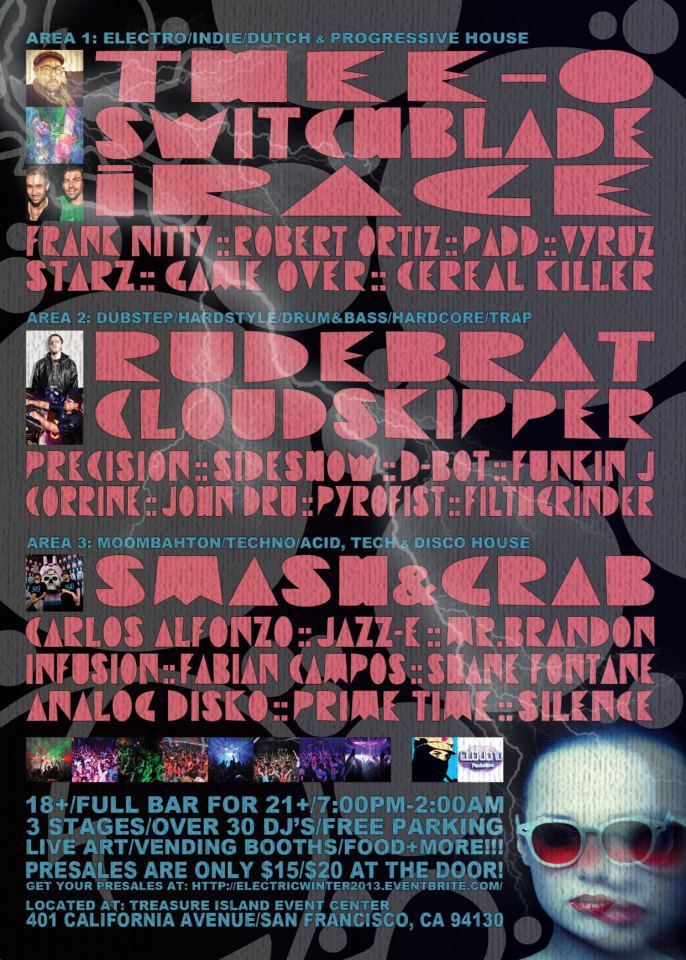 AREA 1: ELECTRO/INDIE/DUTCH & PROGRESSIVE HOUSE
THEE-O
SWITCHBLADE
iRAGE
FRANK NITTY :: ROBERT ORTIZ :: PADD :: VYRUZ
STARZ :: GAME OVER :: CEREAL KILLER
AREA 2: DUBSTEP/HARDSTYLE/DRUM&BASS/HARDCORE/TRAP
RUDEBRAT
CLOUDSKIPPER
PRECISION :: SIDESHOW :: D-BOT :: FUNKIN J
CORRINE :: JOHN DRU :: PYROFIST :: FILTHGRINDER
AREA 3: MOOMBAHTON/TECHNO/ACID, TECH & DISCO HOUSE
SMASH&GRAB
CARLOS ALFONZO :: JAZZ-E :: MR.BRANDON
INFUSION :: FABIAN CAMPOS :: SHANE FONTANE
ANALOG DISKO :: PRIME TIME :: SILENCE
CLOUD 9
Productions
18+/FULL BAR FOR 21+/7:00PM-2:00AM
3 STAGES/OVER 30 DJ'S/FREE PARKING
LIVE ART/VENDING BOOTHS/FOOD+MORE!!!
PRESALES ARE ONLY $15/$20 AT THE DOOR!
GET YOUR PRESALES AT: HTTP://ELECTRICWINTER2013.EVENTBRITE.COM/
LOCATED AT: TREASURE ISLAND EVENT CENTER
401 CALIFORNIA AVENUE/SAN FRANCISCO, CA 94130